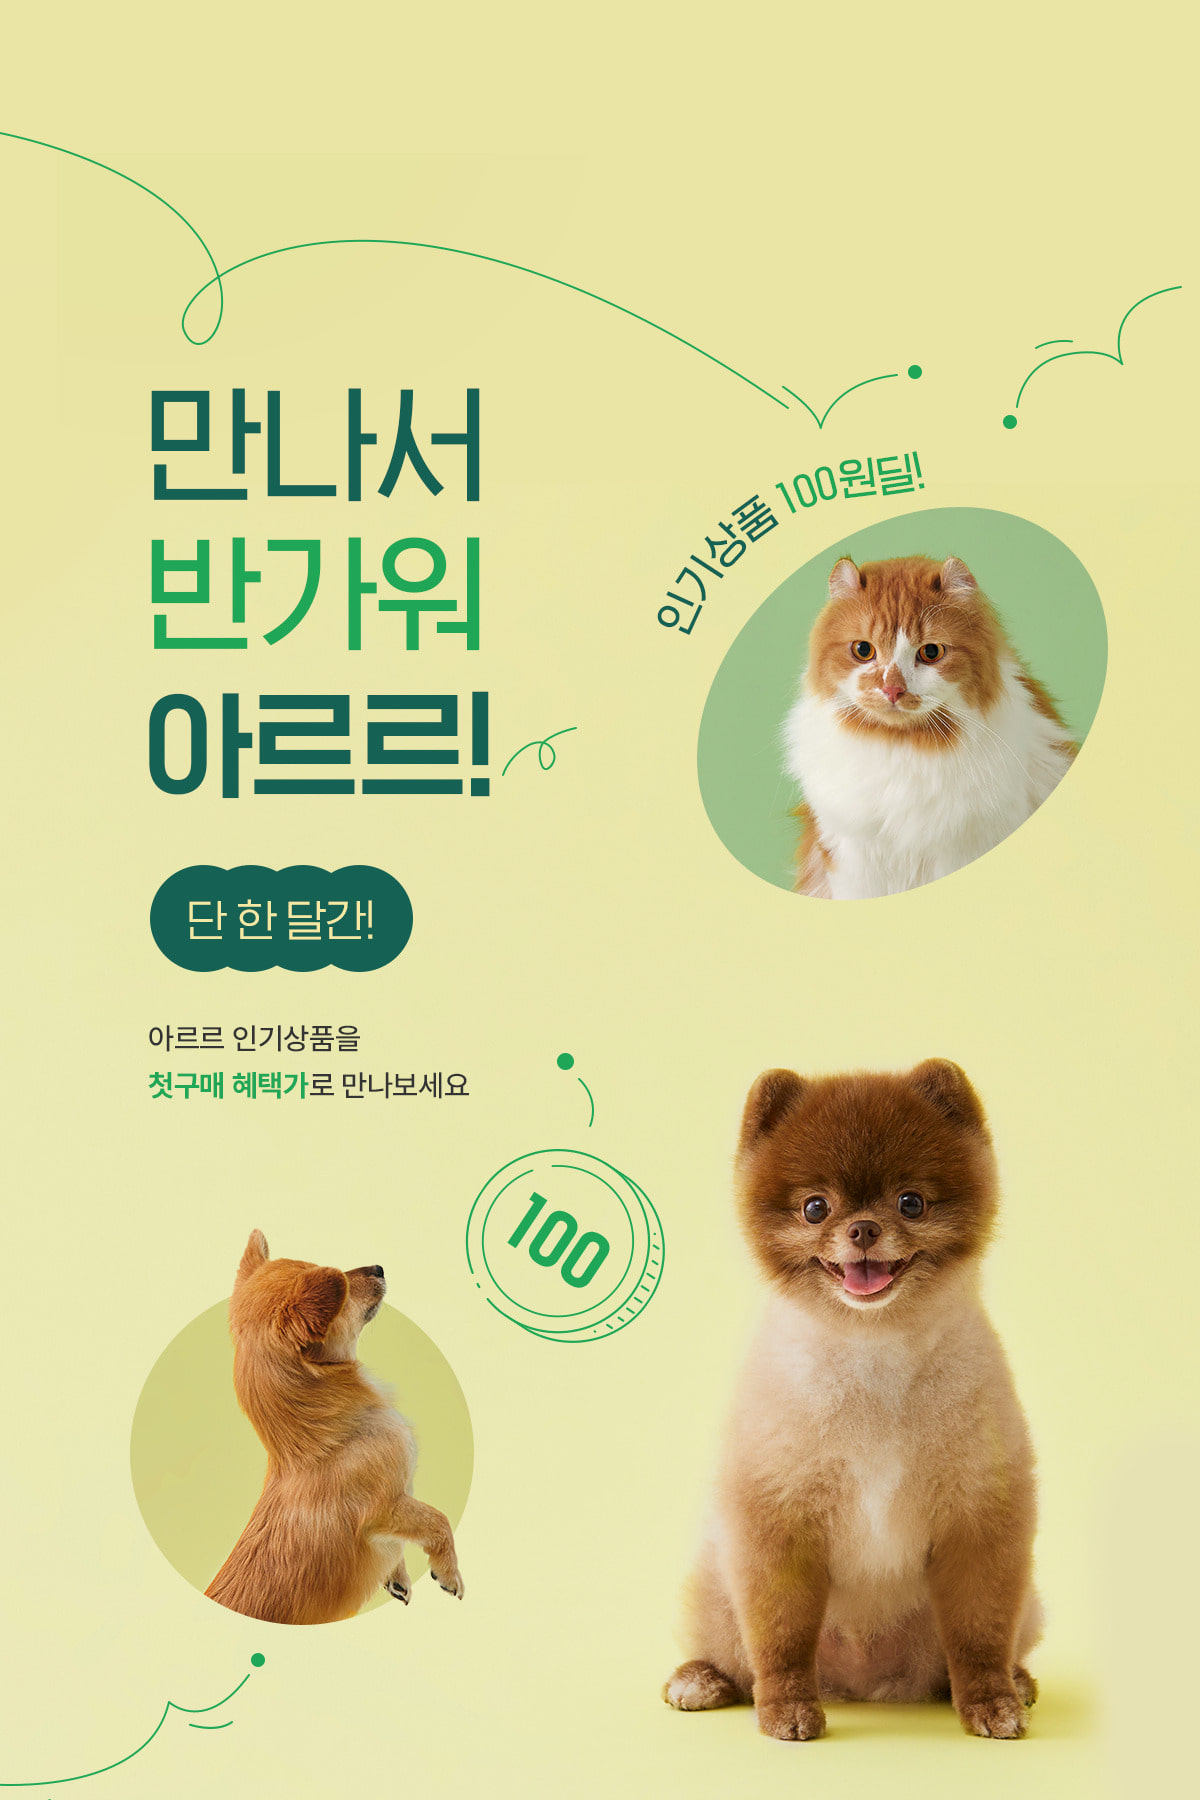 만나서
반가워
아르르!
인기상품 100원딜!
단 한 달간!
아르르 인기상품을
첫구매 혜택가로 만나보세요
100